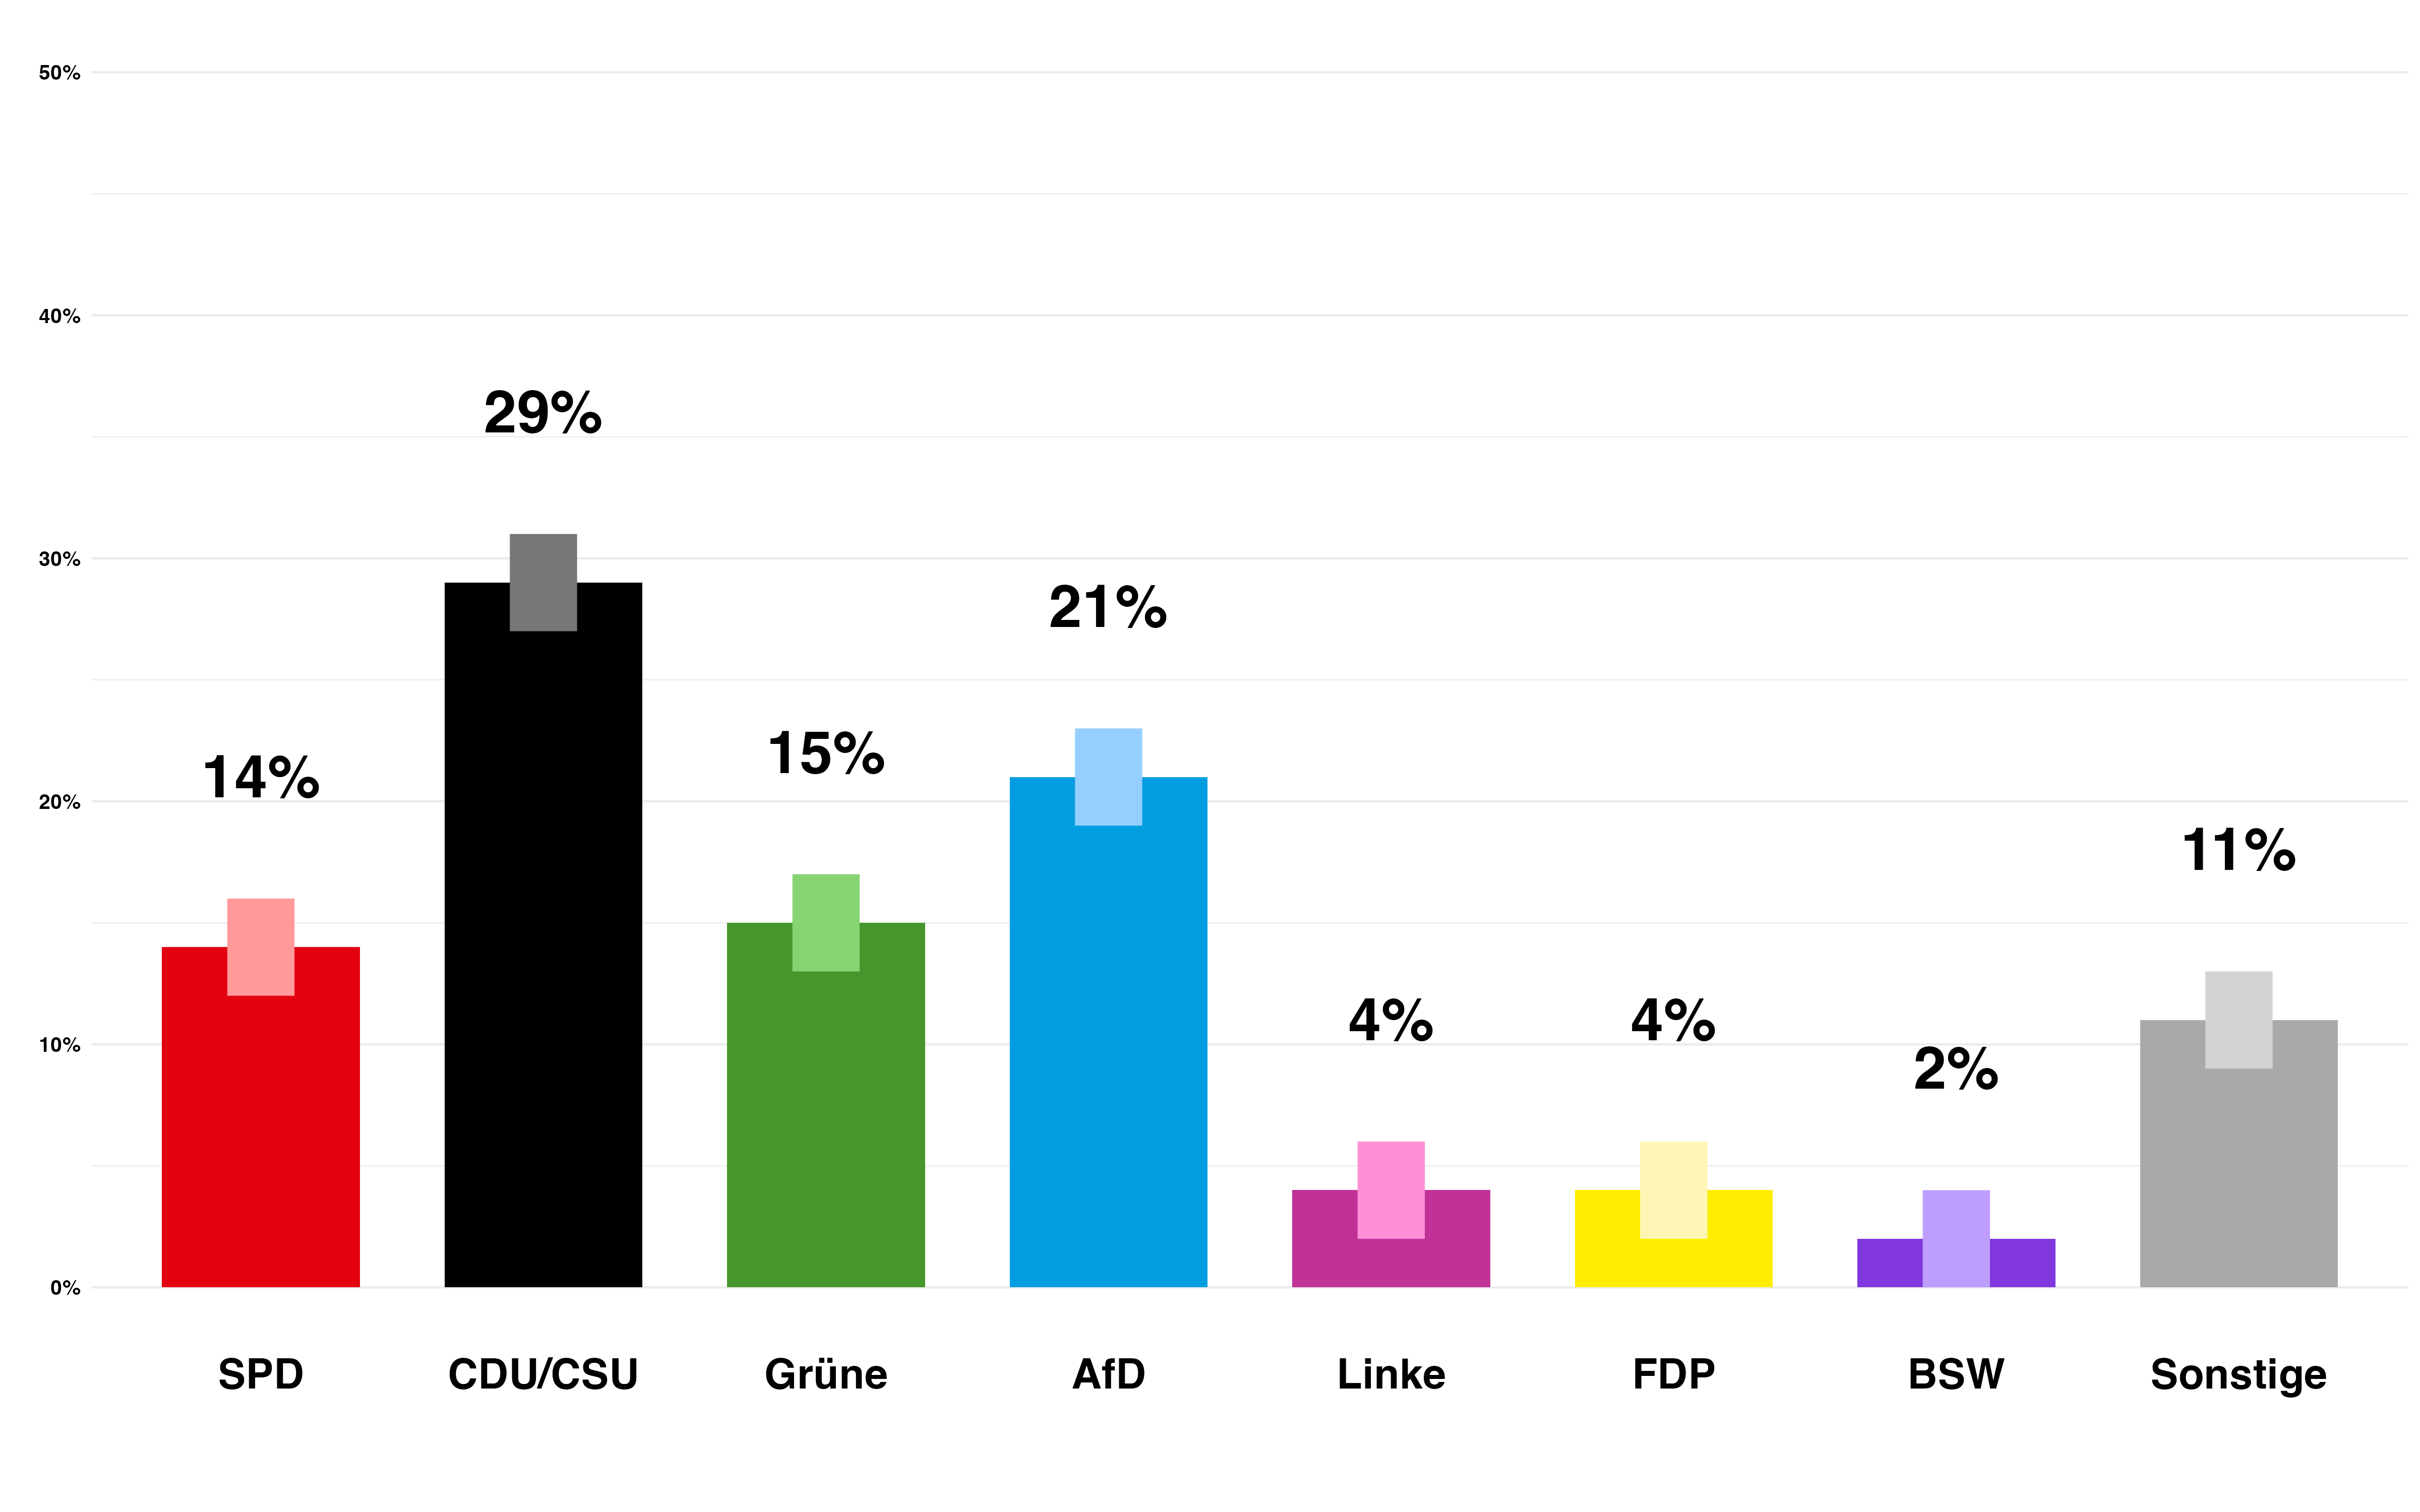 50%
40%
30%
20%
10%
0%
14%
29%
15%
21%
4%
4%
2%
11%
SPD
CDU/CSU
Grüne
AfD
Linke
FDP
BSW
Sonstige